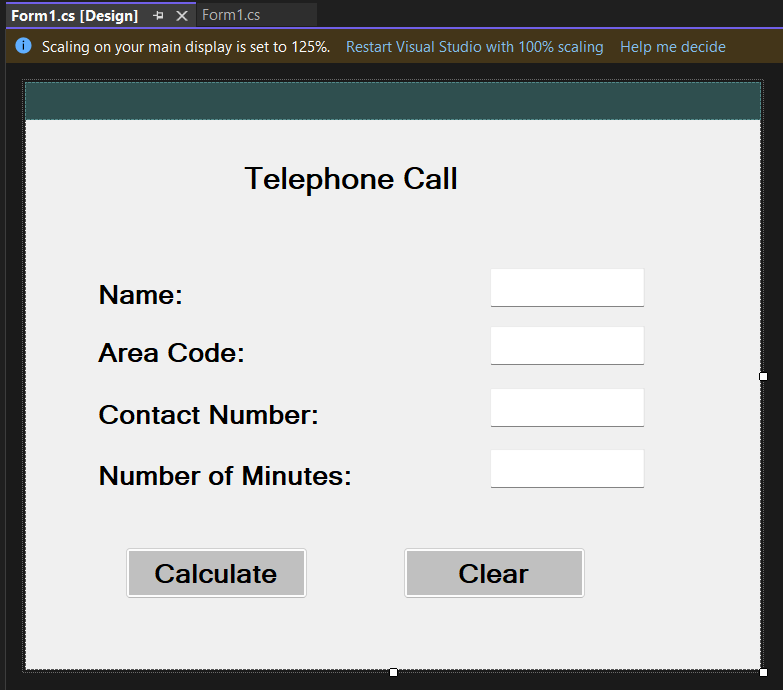 Form1.cs [Design] Form1.cs
Scaling on your main display is set to 125%. Restart Visual Studio with 100% scaling Help me decide
Telephone Call
Name:
Area Code:
Contact Number:
Number of Minutes:
Calculate Clear